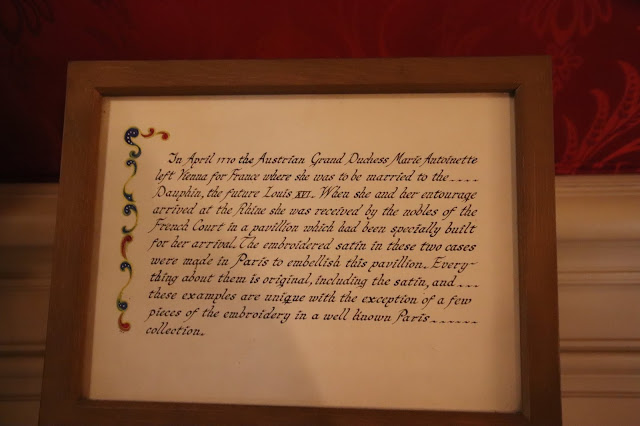 In April 1770 the Austrian Grand Duchess Marie Antoinette
left Vienna for France where she was to be married to the ....
Dauphin, the future Louis XVI. When she and her entourage
arrived at the Rhine she was received by the nobles of the
French Court in a pavillion which had been specially built
for her arrival. The embroidered satin in these two cases
were made in Paris to embellish this pavillion. Every-
thing about them is original, including the satin, and ...
these examples are unique with the exception of a few
pieces of the embroidery in a well known Paris ......
collection.